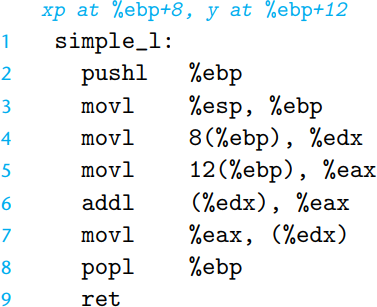 xp at %ebp+8, y at %ebp+12
1 simple_l:
2 pushl %ebp
3 movl %esp, %ebp
4 movl 8(%ebp), %edx
5 movl 12(%ebp), %eax
6 addl (%edx), %eax
7 movl %eax, (%edx)
8 popl %ebp
9 ret